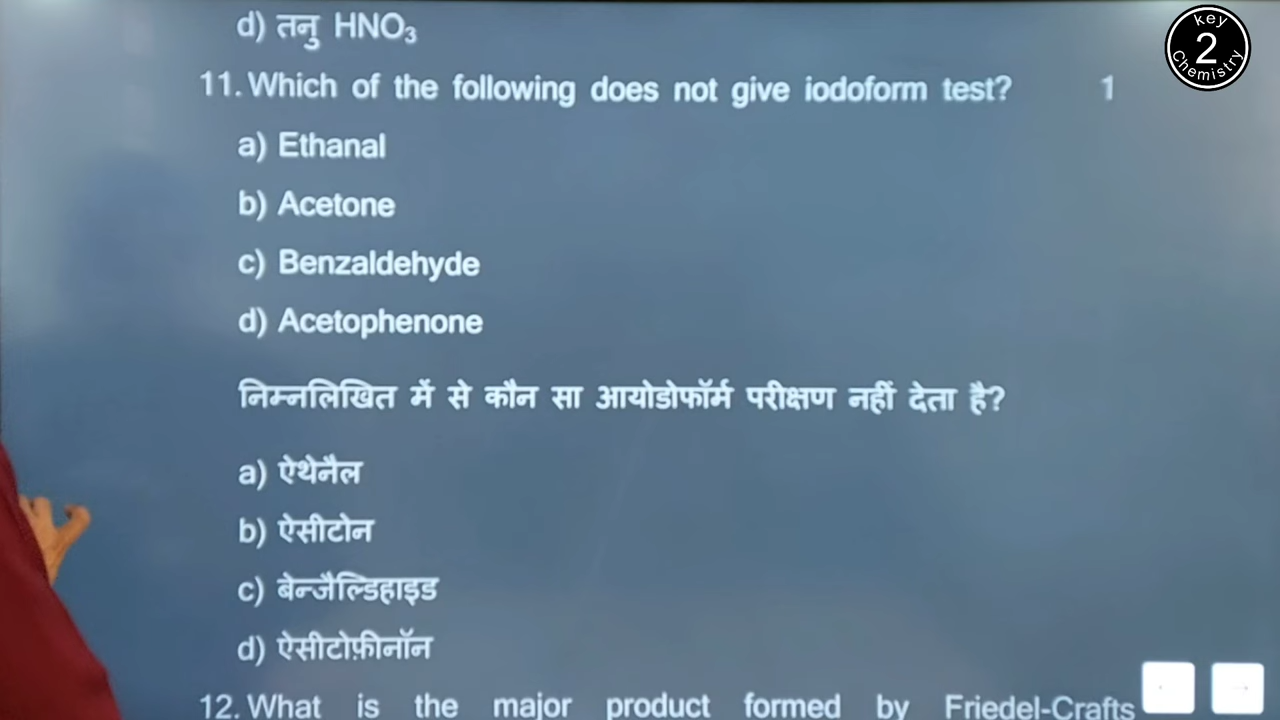 d) तनु HNO₃
key
2
Chemistry
11. Which of the following does not give iodoform test? 1
a) Ethanal
b) Acetone
c) Benzaldehyde
d) Acetophenone
निम्नलिखित में से कौन सा आयोडोफॉर्म परीक्षण नहीं देता है?
a) ऐथेनैल
b) ऐसीटोन
c) बेन्जैल्डिहाइड
d) ऐसीटोफ़ीनॉन
12. What is the major product formed by Friedel-Crafts